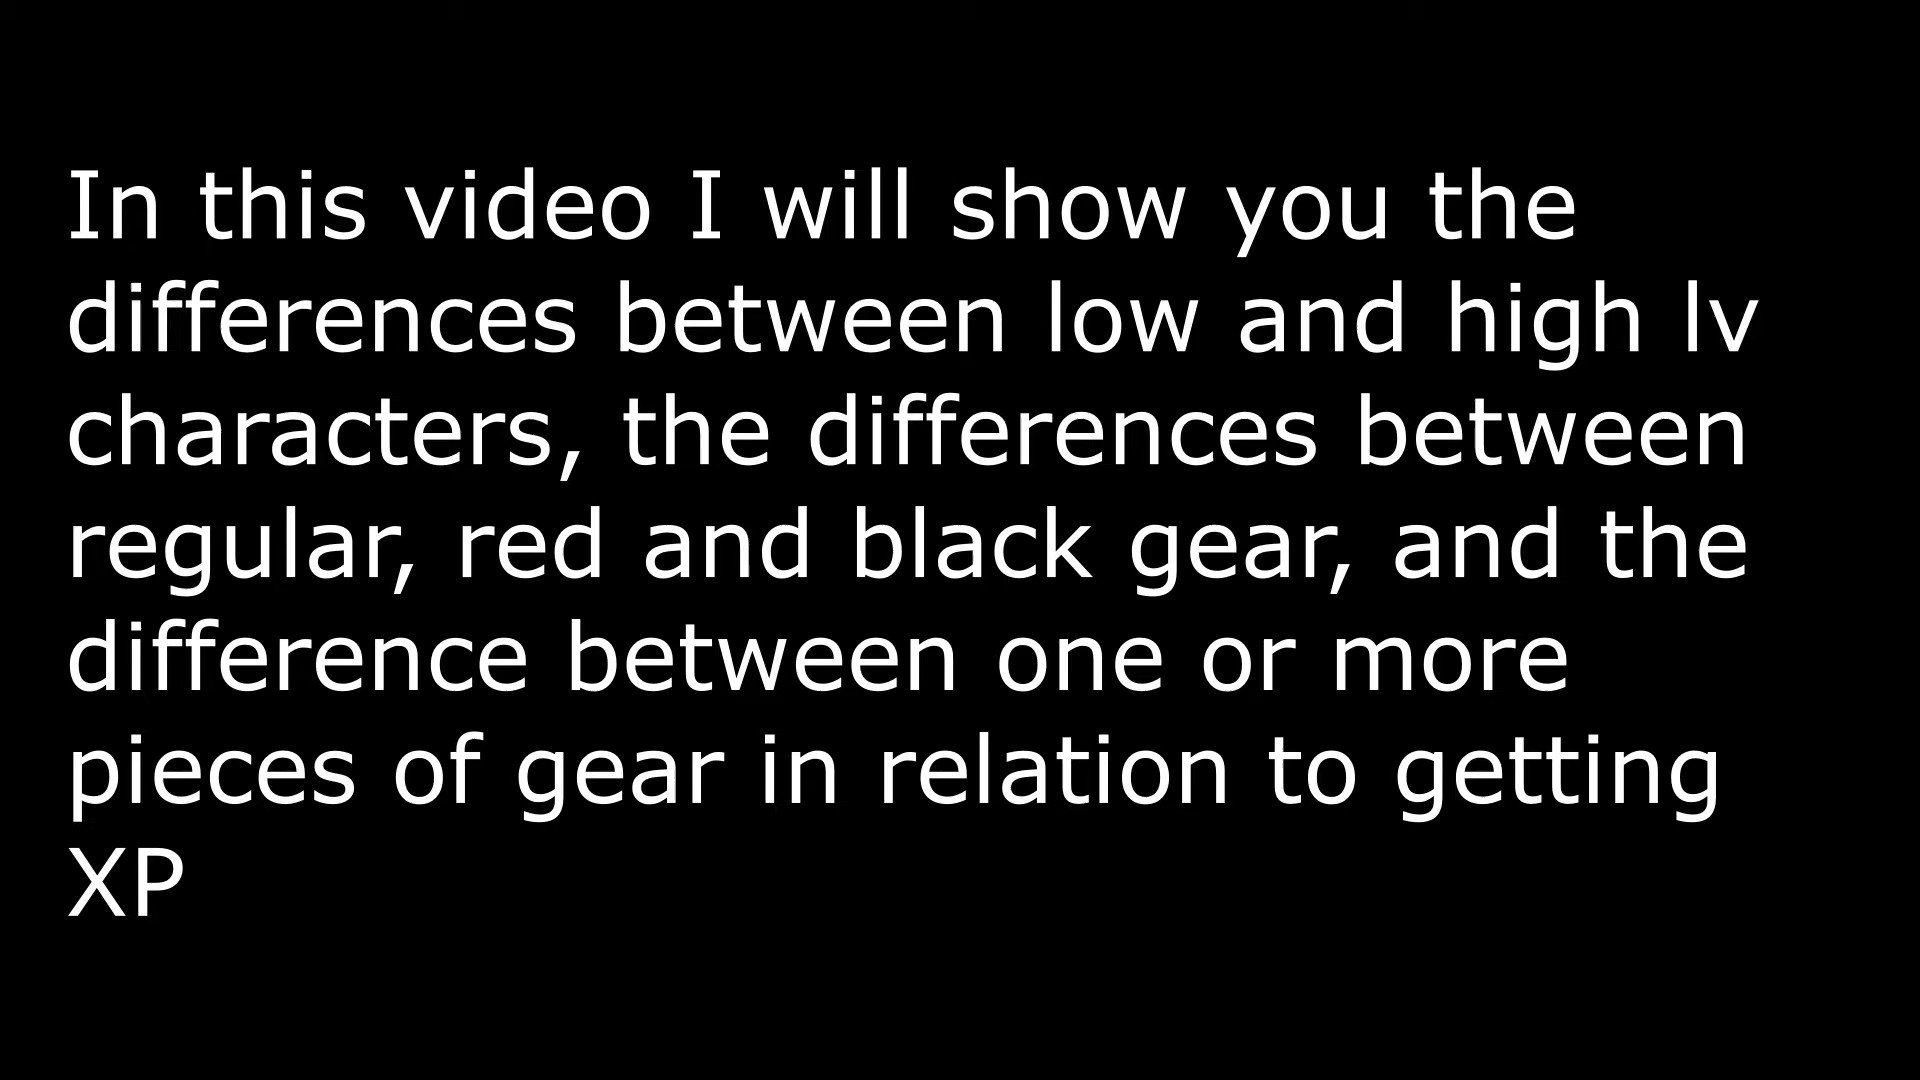 In this video I will show you the
differences between low and high lv
characters, the differences between
regular, red and black gear, and the
difference between one or more
pieces of gear in relation to getting
XP